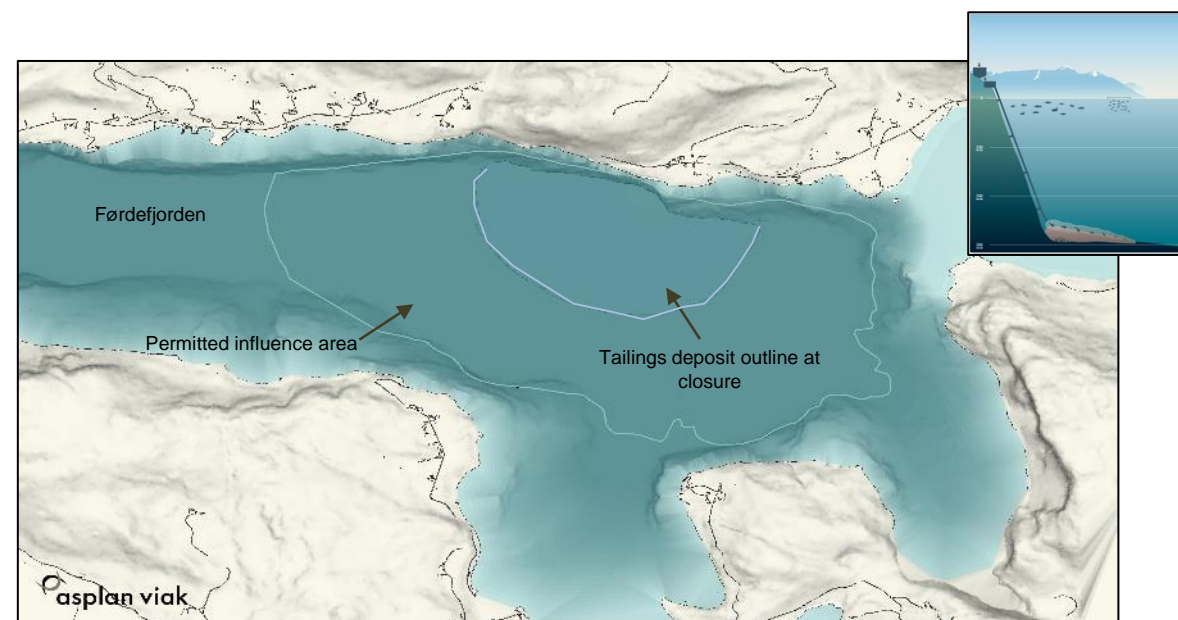 Førdefjorden
Permitted influence area
Tailings deposit outline at
closure
asplan viak